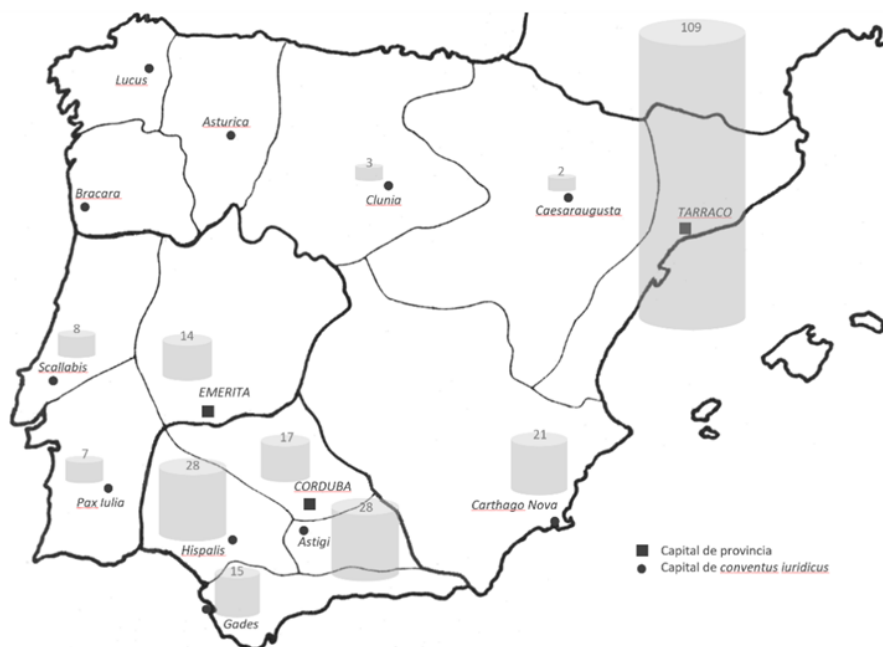 109
Lucus
Asturica
3
Clunia
2
Caesaraugusta
Bracara
TARRACO
8
14
Scallabis
EMERITA
17
21
7
28
CORDUBA
Pax Iulia
Carthago Nova
28
Hispalis
Astigi
15
Gades
Capital de provincia
Capital de conventus iuridicus